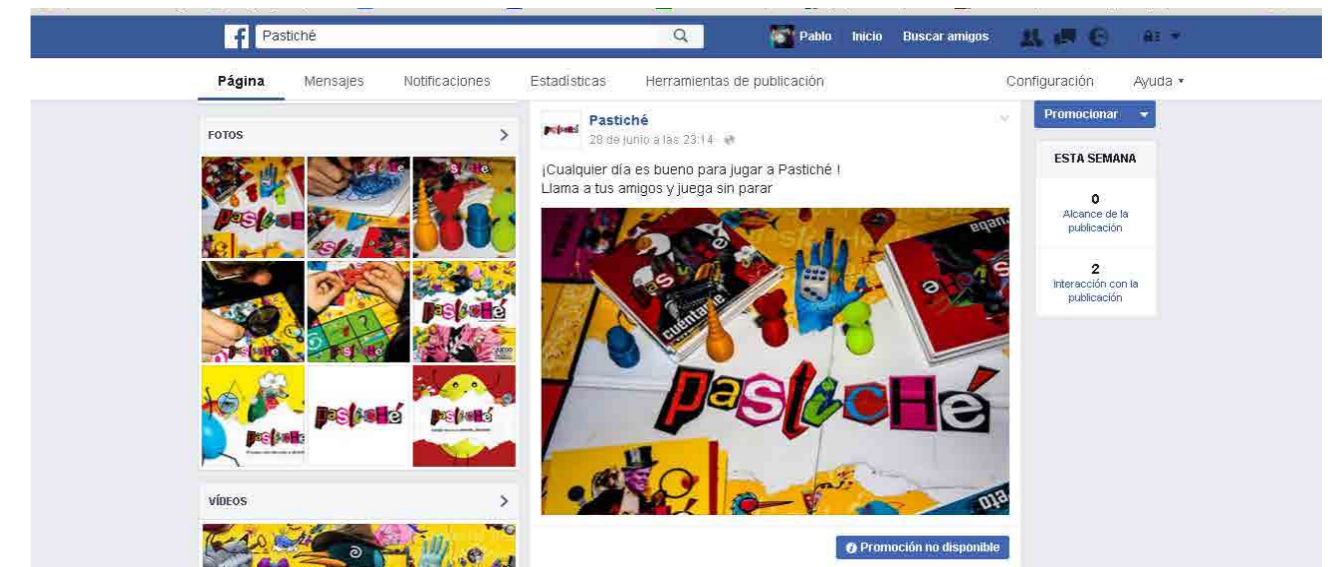 Pastiché
Pablo Inicio Buscar amigos
Página Mensajes Notificaciones Estadísticas Herramientas de publicación Configuración Ayuda
FOTOS
VÍDEOS
Pastiché
28 de junio a las 23:14
¡Cualquier día es bueno para jugar a Pastiché !
Llama a tus amigos y juega sin parar
cuéntame
pastiché
Promoción no disponible
Promocionar
ESTA SEMANA
0
Alcance de la
publicación
2
Interacción con la
publicación